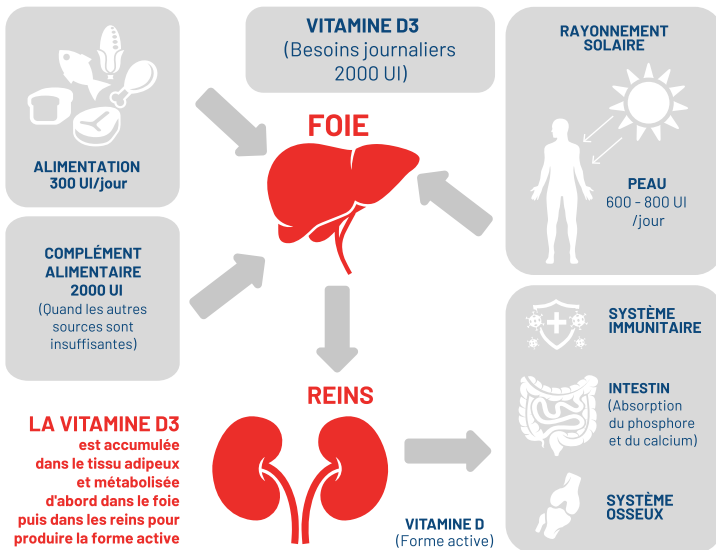 VITAMINE D3
(Besoins journaliers
2000 UI)
RAYONNEMENT
SOLAIRE
FOIE
ALIMENTATION
300 UI/jour
PEAU
600 - 800 UI
/jour
COMPLÉMENT
ALIMENTAIRE
2000 UI
(Quand les autres
sources sont
insuffisantes)
SYSTÈME
IMMUNITAIRE
INTESTIN
(Absorption
du phosphore
et du calcium)
SYSTÈME
OSSEUX
REINS
LA VITAMINE D3
est accumulée
dans le tissu adipeux
et métabolisée
d'abord dans le foie
puis dans les reins pour
produire la forme active
VITAMINE D
(Forme active)